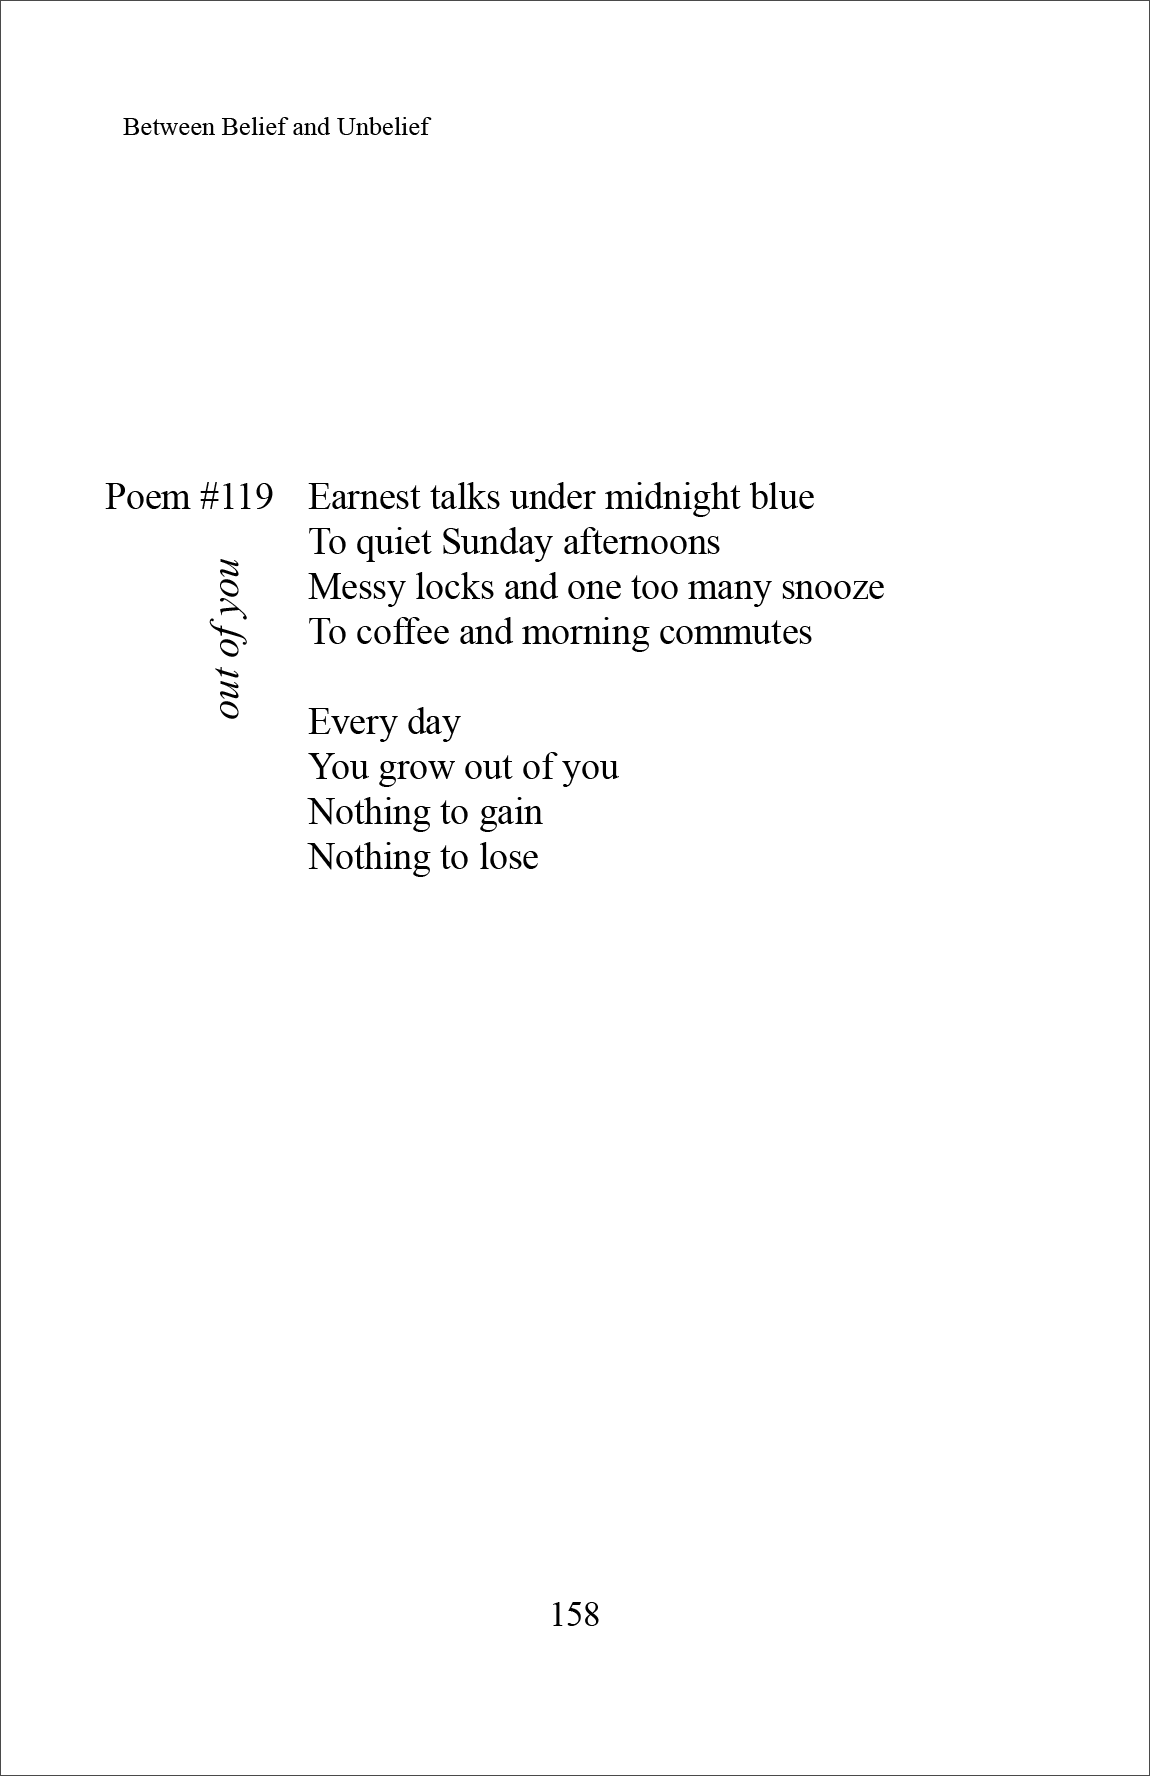 Between Belief and Unbelief
Poem #119
out of you
Earnest talks under midnight blue
To quiet Sunday afternoons
Messy locks and one too many snooze
To coffee and morning commutes
Every day
You grow out of you
Nothing to gain
Nothing to lose
158